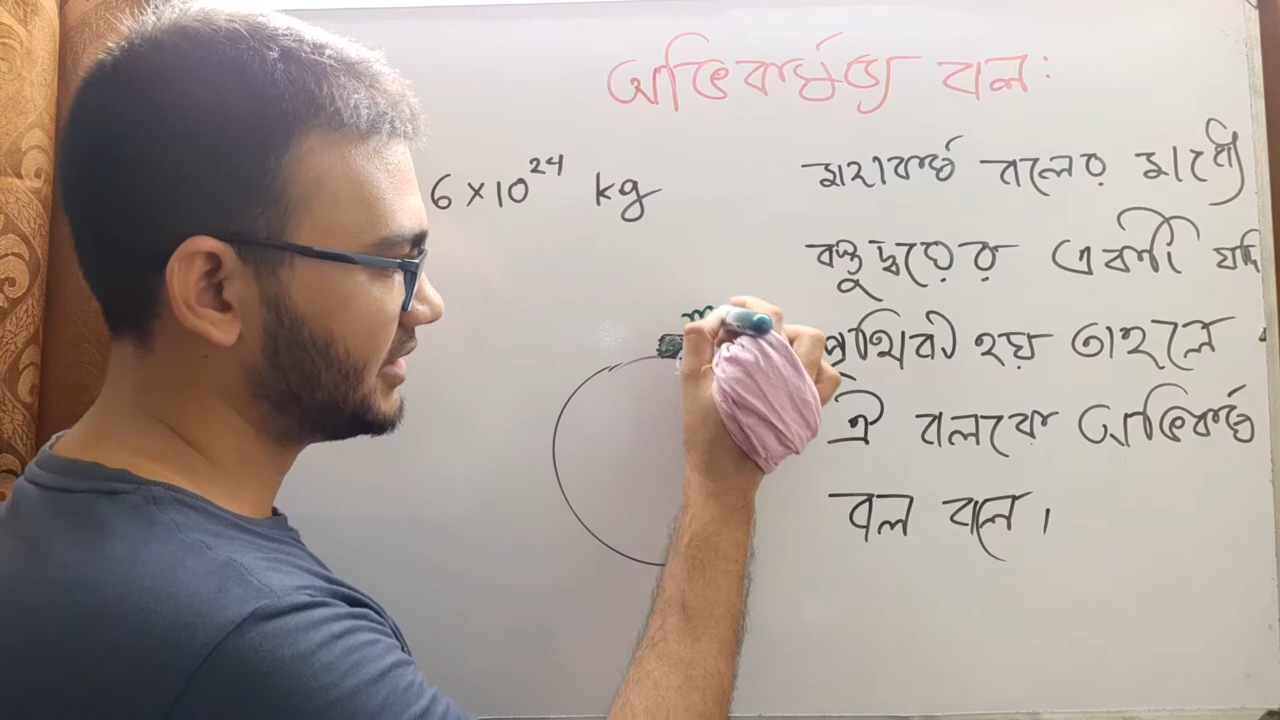 অভিকর্ষজ বল:
6 × 10²⁴ kg
মহাকর্ষ বলের মধ্যে
বস্তুদ্বয়ের একটি যদি
পৃথিবী হয় তাহলে
ঐ বলকে অভিকর্ষ
বল বলে।